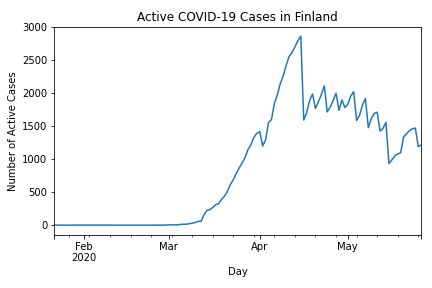 Active COVID-19 Cases in Finland
Number of Active Cases
3000
2500
2000
1500
1000
500
0
Feb
2020
Mar
Apr
May
Day